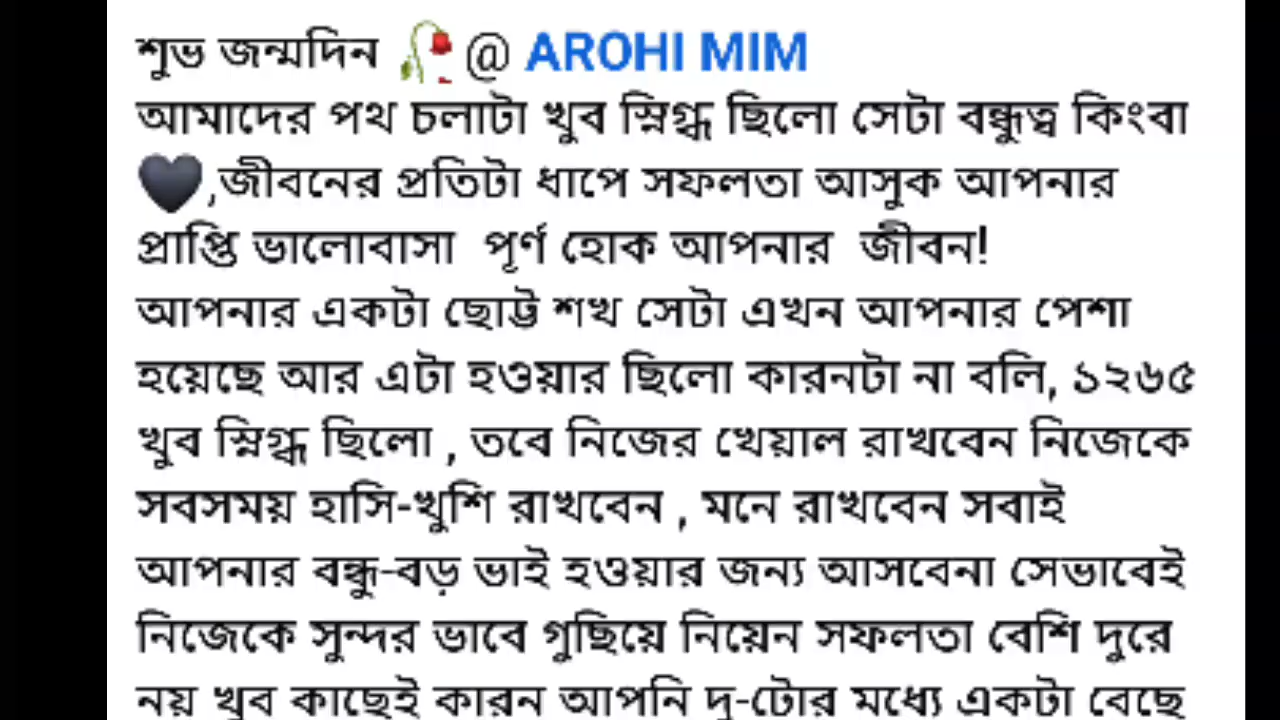 শুভ জন্মদিন 🥀@ AROHI MIM
আমাদের পথ চলাটা খুব স্নিগ্ধ ছিলো সেটা বন্ধুত্ব কিংবা
🖤,জীবনের প্রতিটা ধাপে সফলতা আসুক আপনার
প্রাপ্তি ভালোবাসা পূর্ণ হোক আপনার জীবন!
আপনার একটা ছোট্ট শখ সেটা এখন আপনার পেশা
হয়েছে আর এটা হওয়ার ছিলো কারনটা না বলি, ১২৬৫
খুব স্নিগ্ধ ছিলো , তবে নিজের খেয়াল রাখবেন নিজেকে
সবসময় হাসি-খুশি রাখবেন , মনে রাখবেন সবাই
আপনার বন্ধু-বড় ভাই হওয়ার জন্য আসবেনা সেভাবেই
নিজেকে সুন্দর ভাবে গুছিয়ে নিয়েন সফলতা বেশি দুরে
নয় খুব কাছেই কারন আপনি দু-টোর মধ্যে একটা বেছে